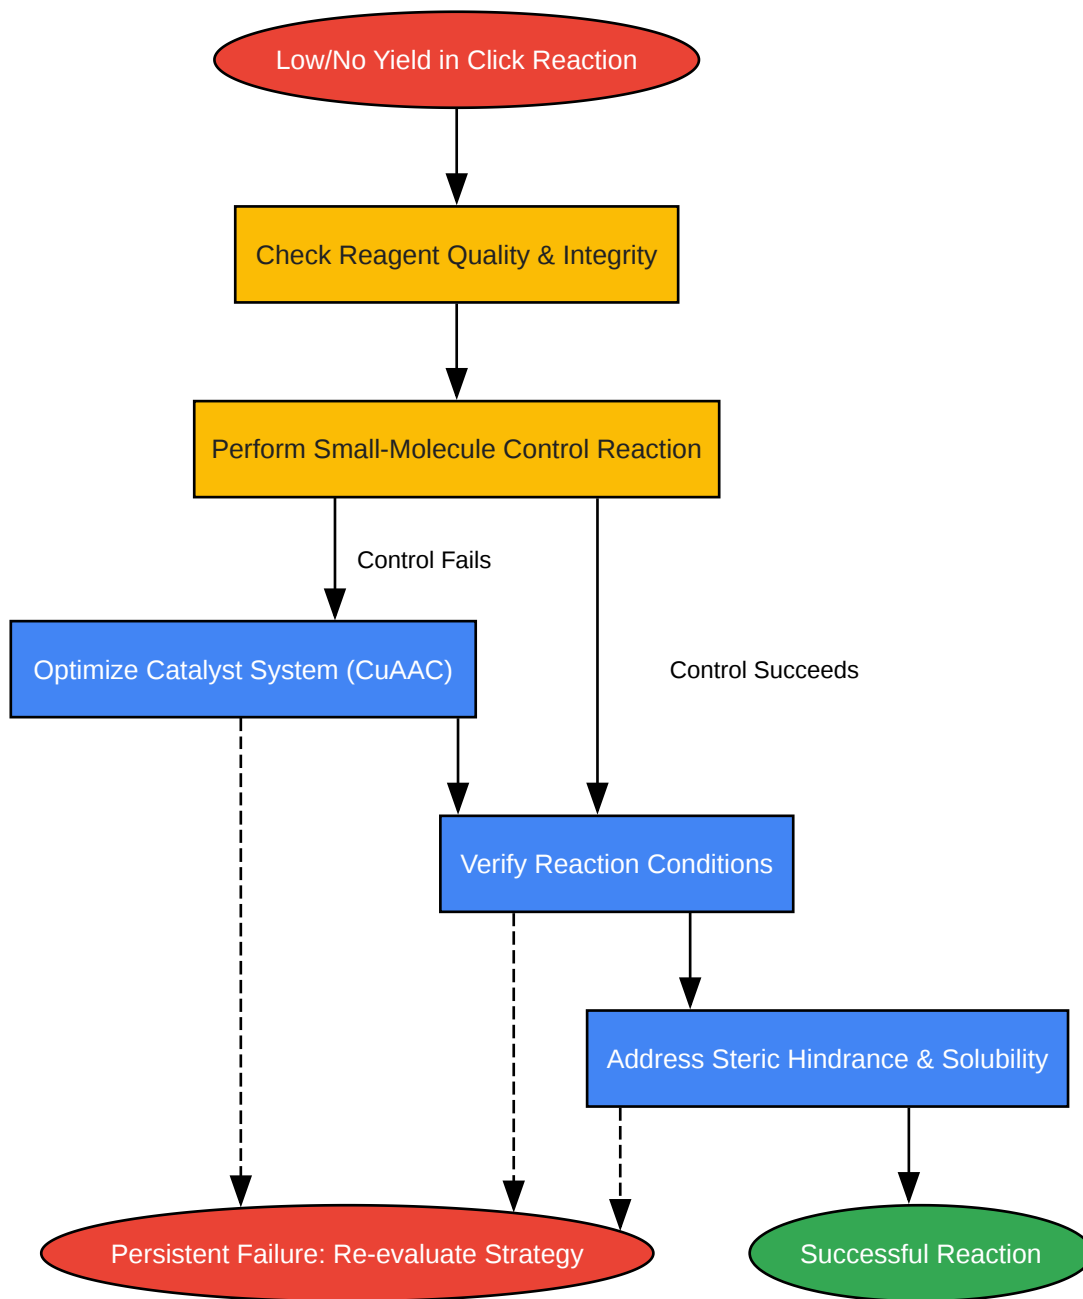 Low/No Yield in Click Reaction
Check Reagent Quality & Integrity
Perform Small-Molecule Control Reaction
Control Fails
Optimize Catalyst System (CuAAC)
Control Succeeds
Verify Reaction Conditions
Address Steric Hindrance & Solubility
Persistent Failure: Re-evaluate Strategy
Successful Reaction